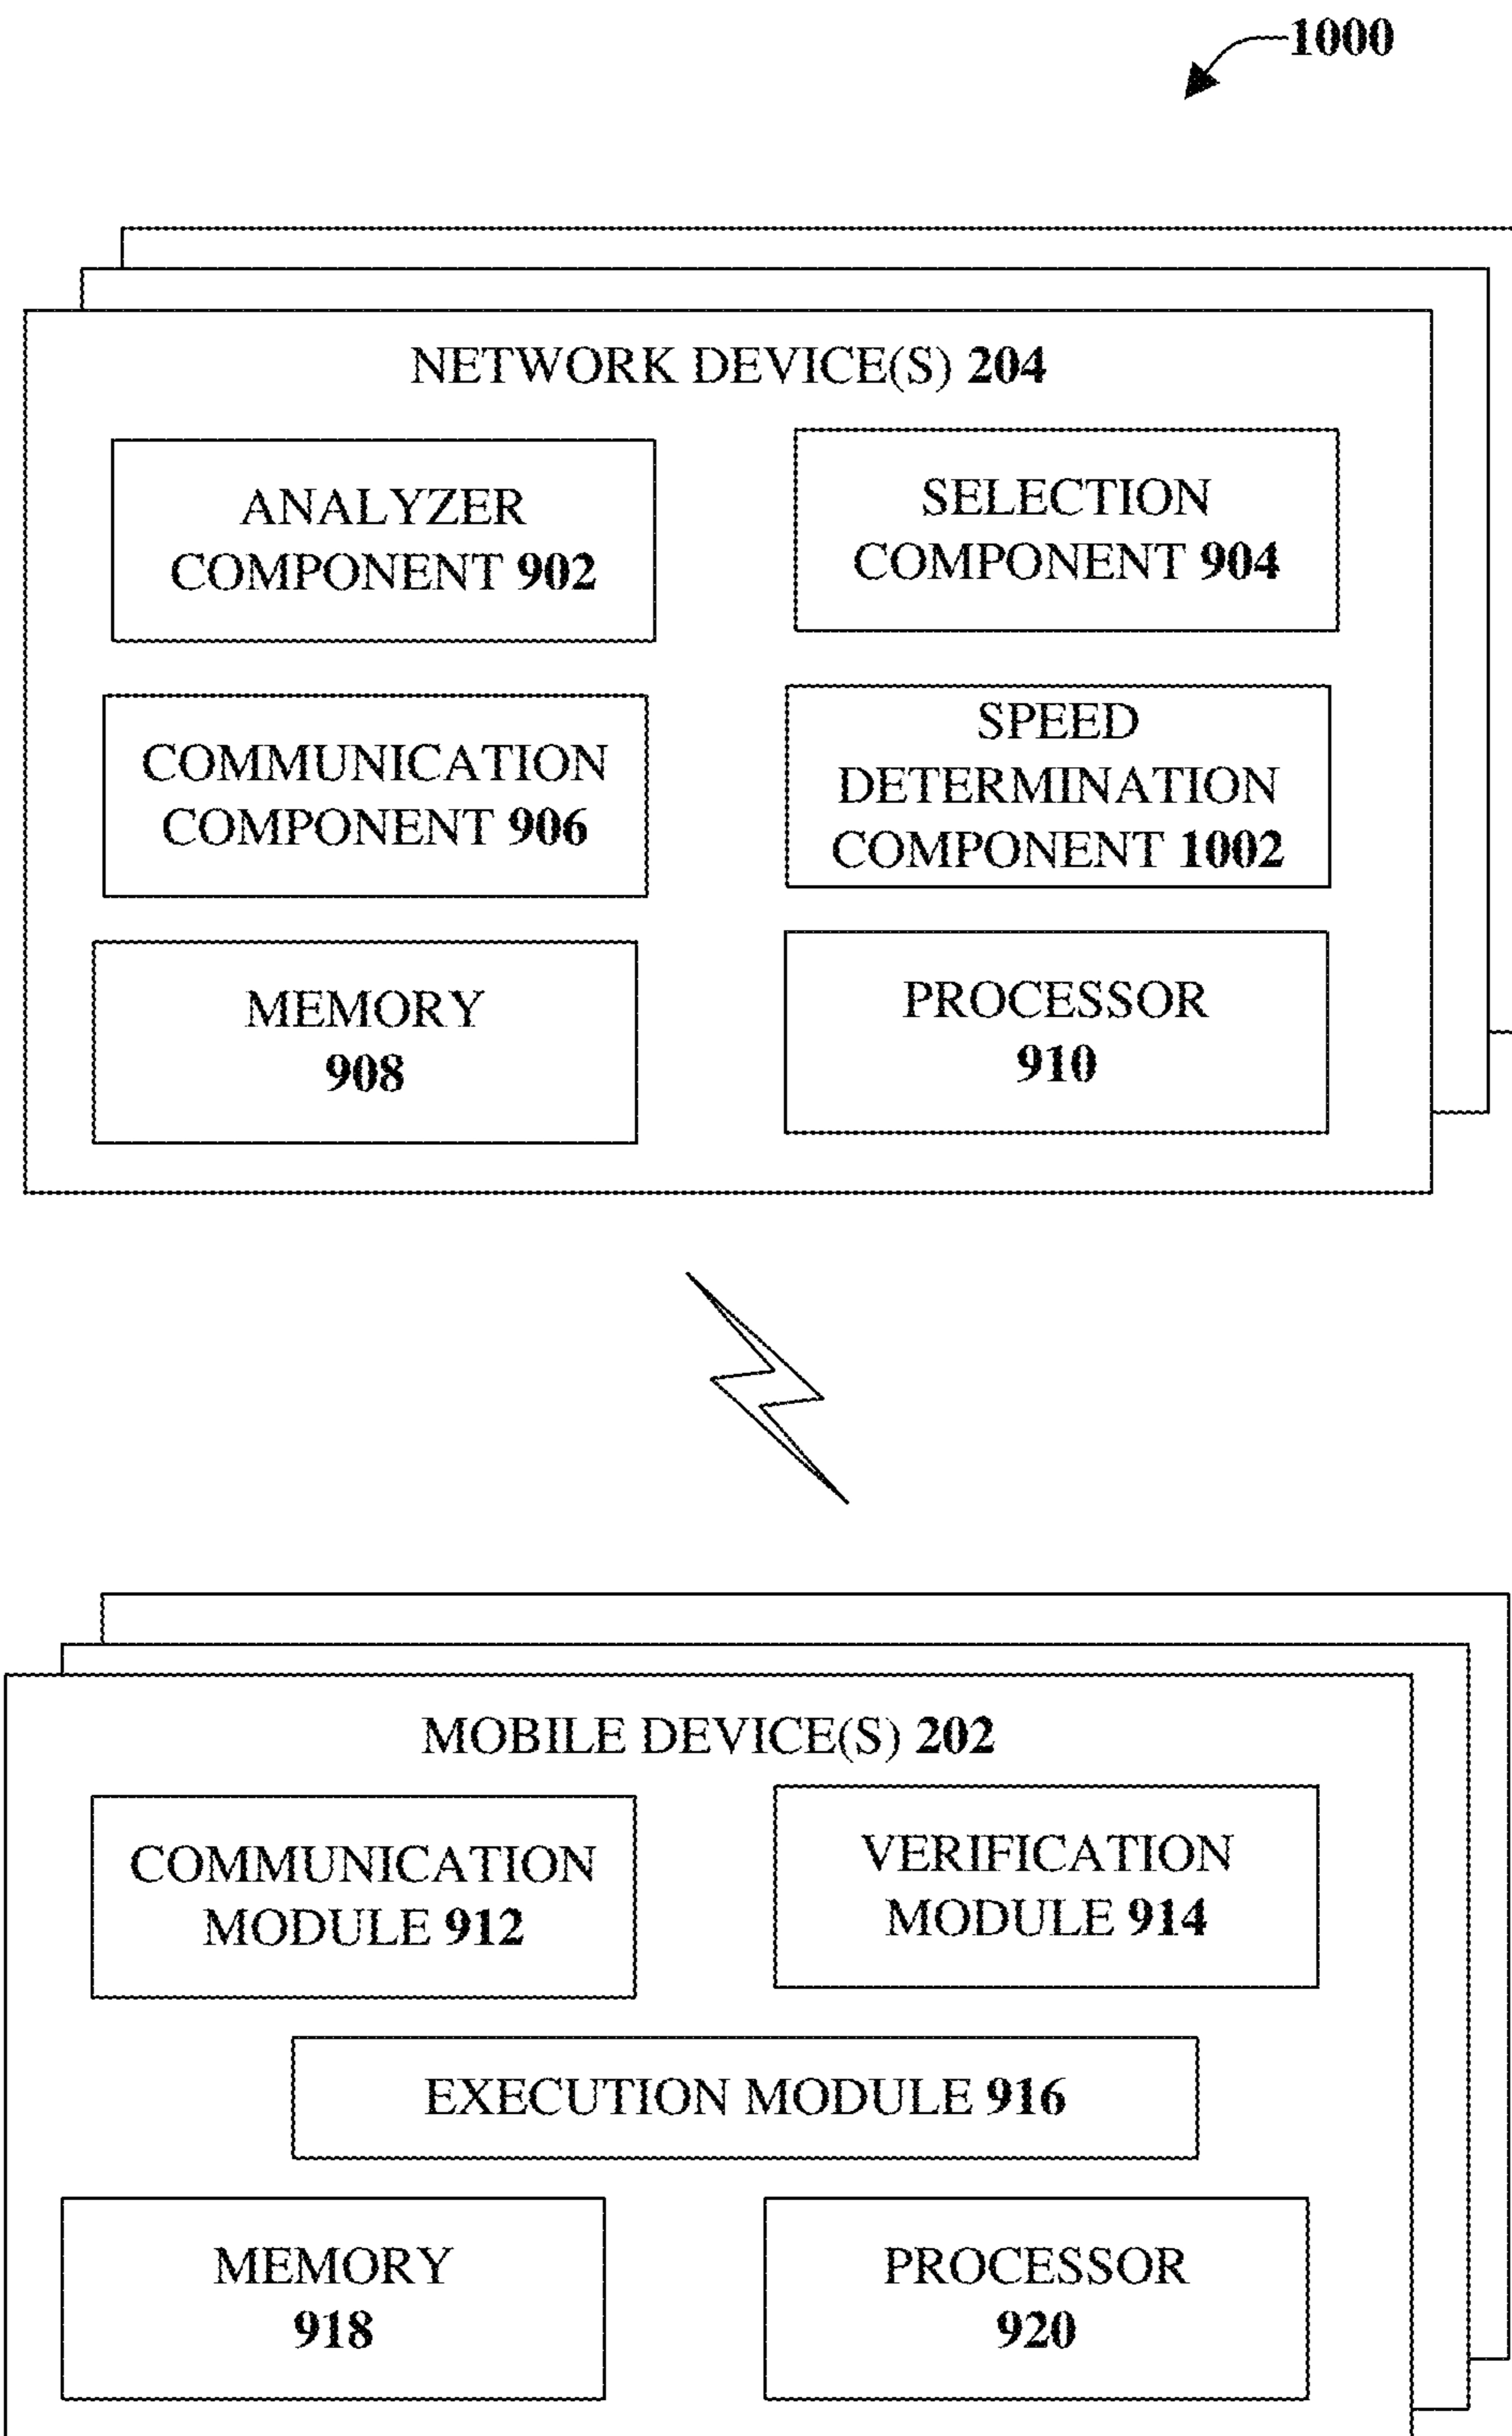 1000
NETWORK DEVICE(S) 204
ANALYZER
COMPONENT 902
SELECTION
COMPONENT 904
COMMUNICATION
COMPONENT 906
SPEED
DETERMINATION
COMPONENT 1002
MEMORY
908
PROCESSOR
910
MOBILE DEVICE(S) 202
COMMUNICATION
MODULE 912
VERIFICATION
MODULE 914
EXECUTION MODULE 916
MEMORY
918
PROCESSOR
920